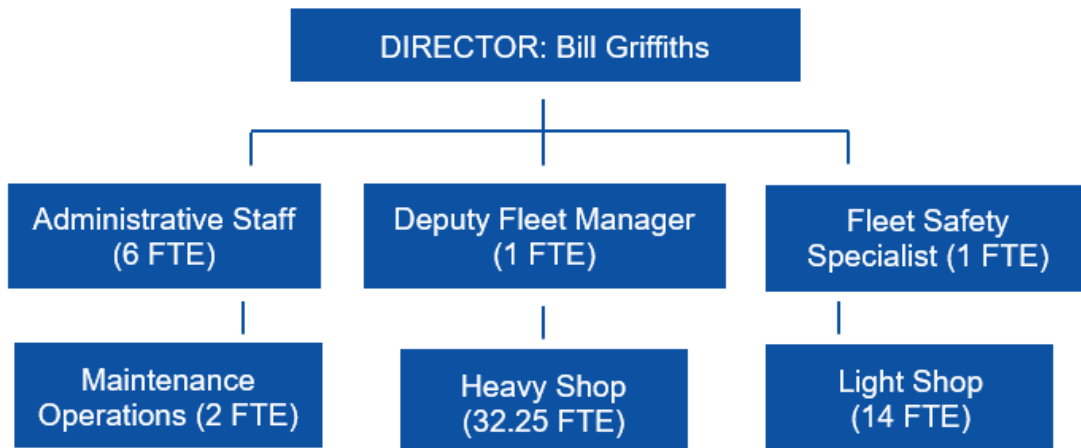 DIRECTOR: Bill Griffiths
Administrative Staff
(6 FTE)
Deputy Fleet Manager
(1 FTE)
Fleet Safety
Specialist (1 FTE)
Maintenance
Operations (2 FTE)
Heavy Shop
(32.25 FTE)
Light Shop
(14 FTE)